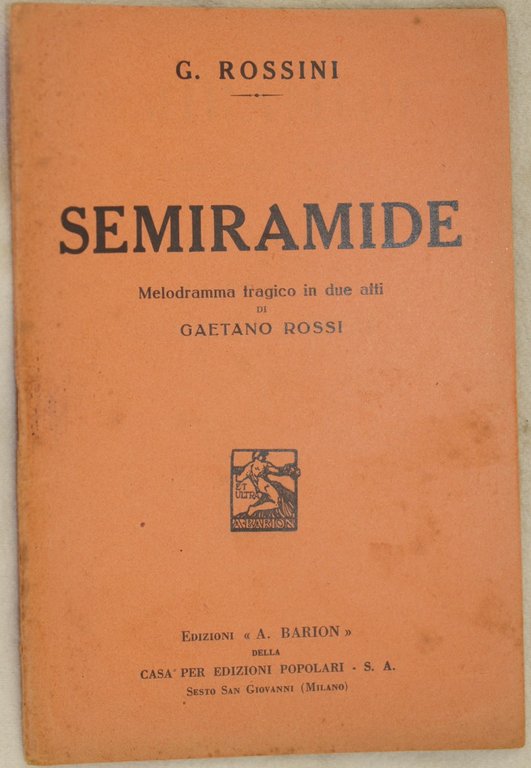 G. ROSSINI
SEMIRAMIDE
Melodramma tragico in due atti
DI
GAETANO ROSSI
ET
ULTRA
A. BARION
EDIZIONI « A. BARION »
DELLA
CASA PER EDIZIONI POPOLARI - S. A.
SESTO SAN GIOVANNI (MILANO)